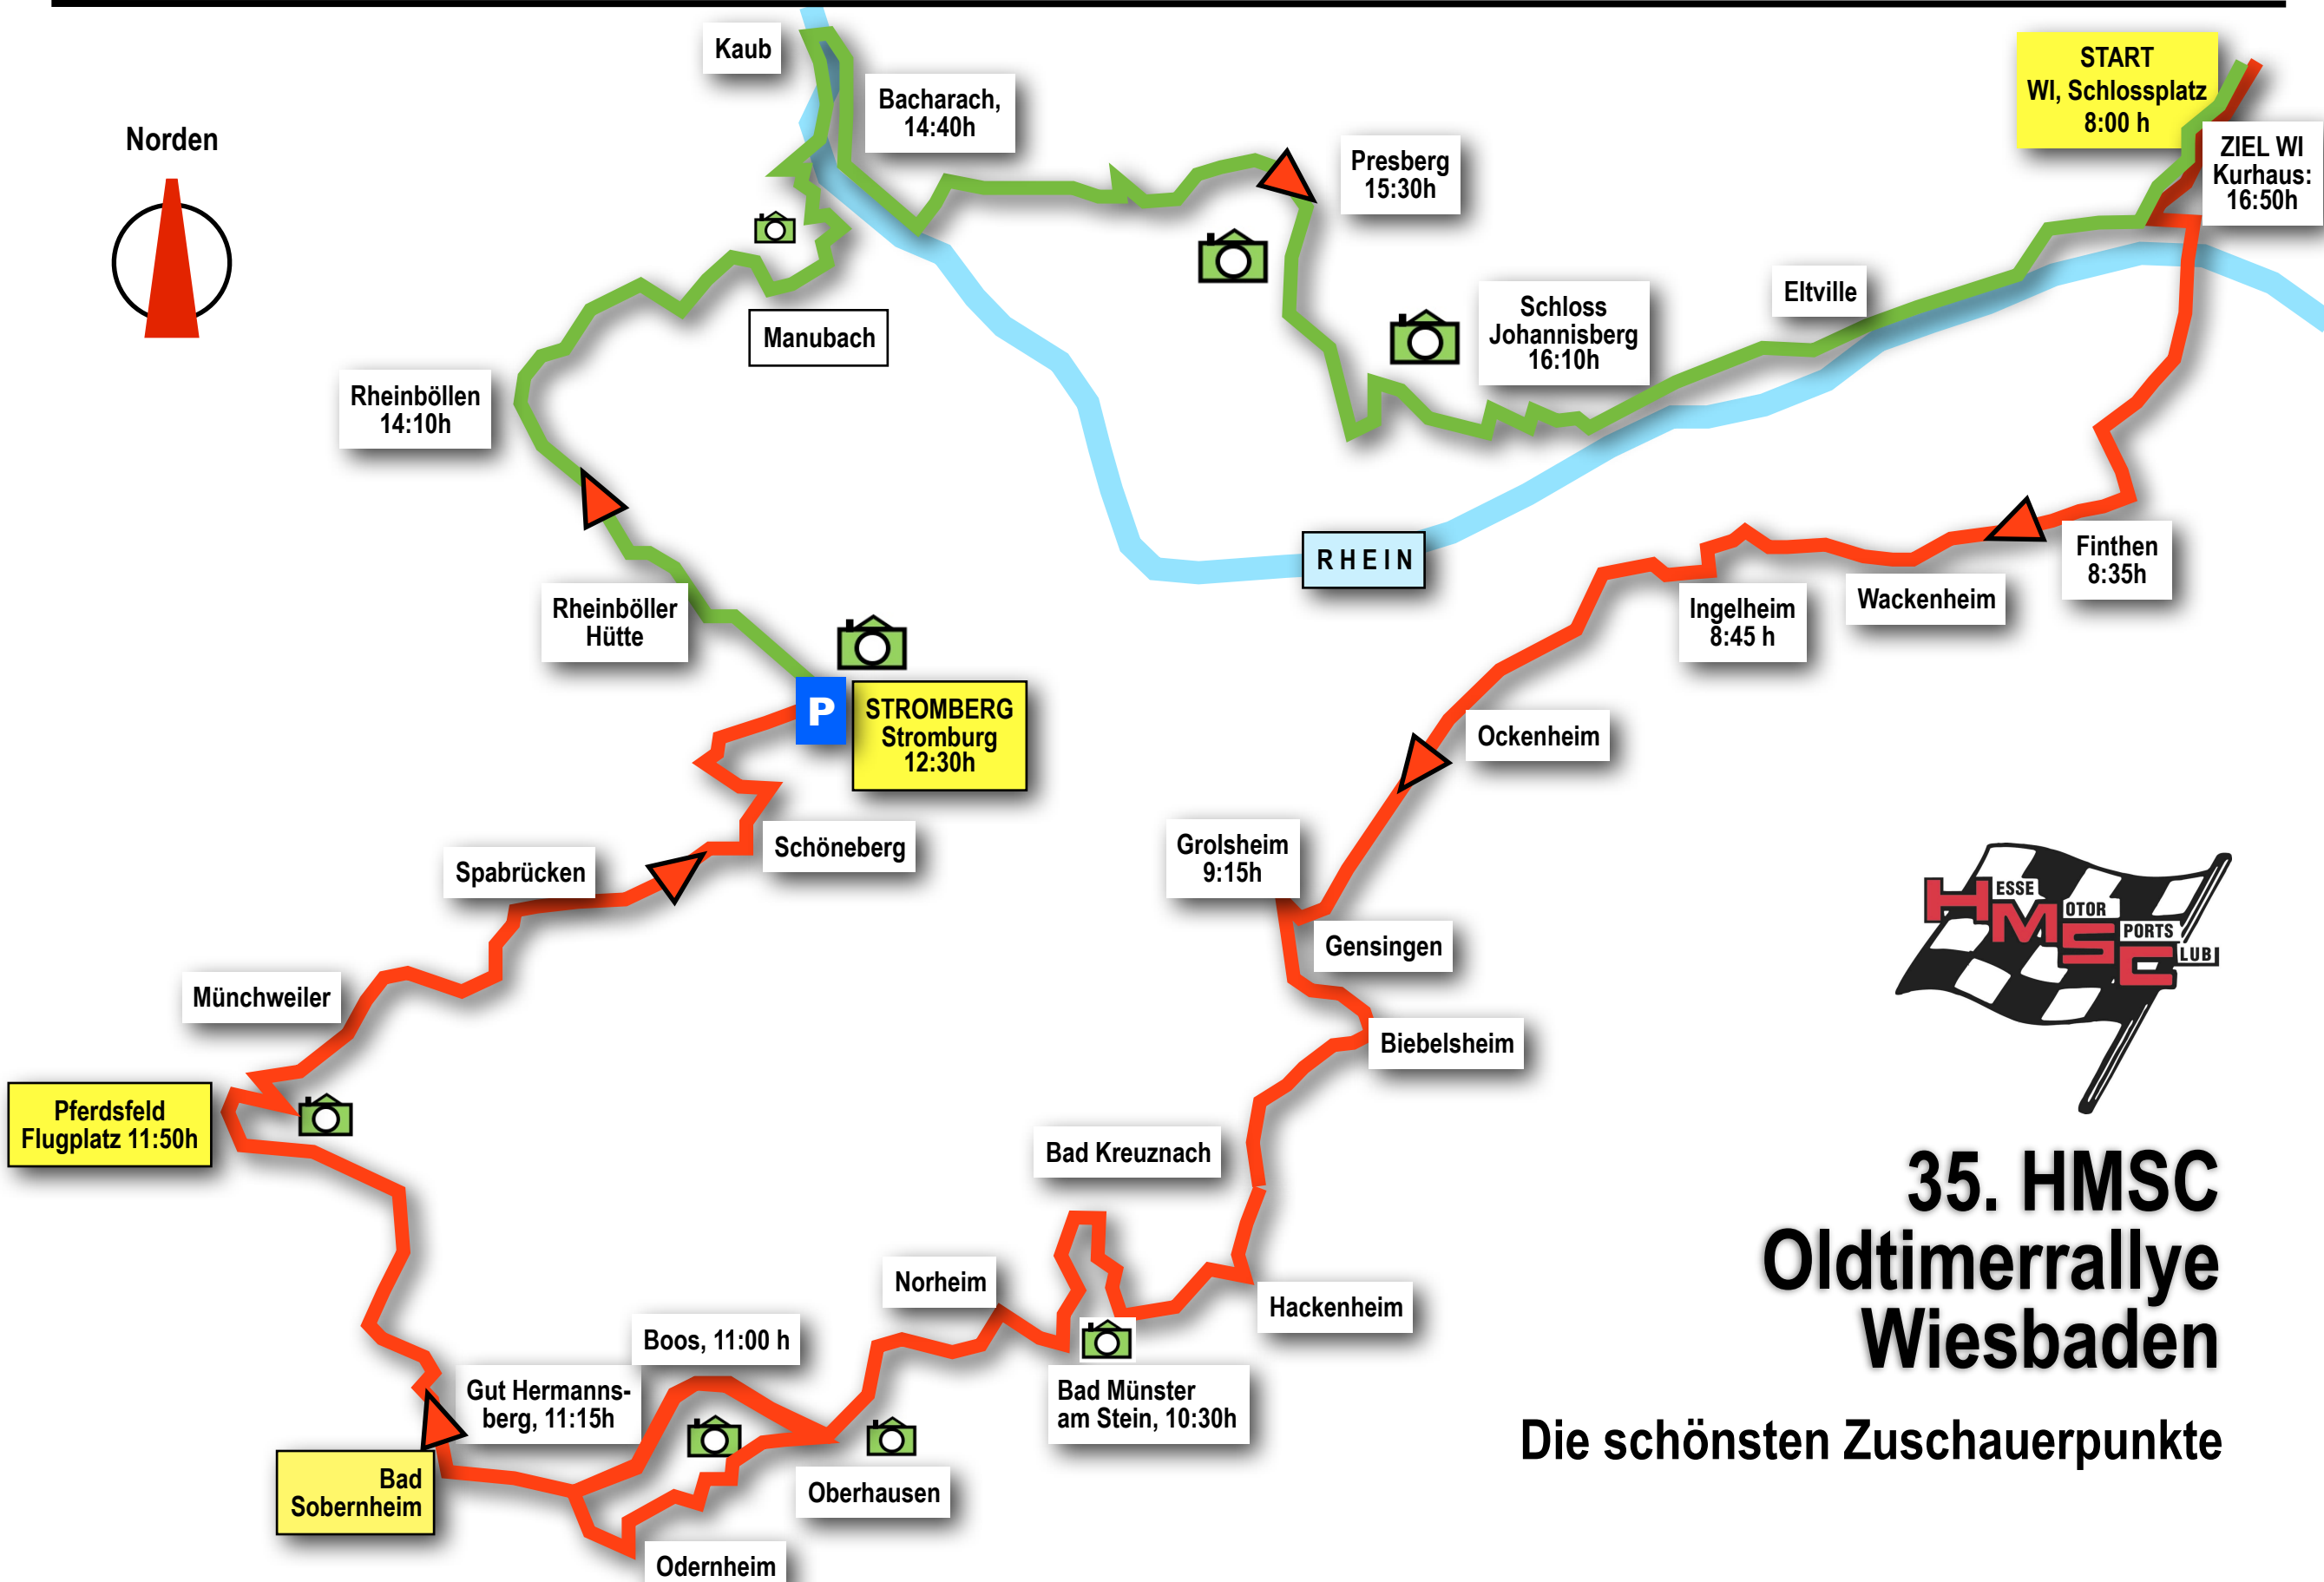 Kaub
Bacharach,
14:40h
START
WI, Schlossplatz
8:00 h
ZIEL WI
Kurhaus:
16:50h
Norden
Presberg
15:30h
Schloss
Johannisberg
16:10h
Eltville
Manubach
Rheinböllen
14:10h
RHEIN
Finthen
8:35h
Wackenheim
Ingelheim
8:45 h
Rheinböller
Hütte
P
STROMBERG
Stromburg
12:30h
Ockenheim
Schöneberg
Spabrücken
Grolsheim
9:15h
Gensingen
Münchweiler
Biebelsheim
HESSE
MOTOR
SPORTS
CLUB
Pferdsfeld
Flugplatz 11:50h
Bad Kreuznach
35. HMSC
Oldtimerrallye
Wiesbaden
Norheim
Hackenheim
Boos, 11:00 h
Gut Hermanns-
berg, 11:15h
Bad Münster
am Stein, 10:30h
Die schönsten Zuschauerpunkte
Bad
Sobernheim
Oberhausen
Odernheim